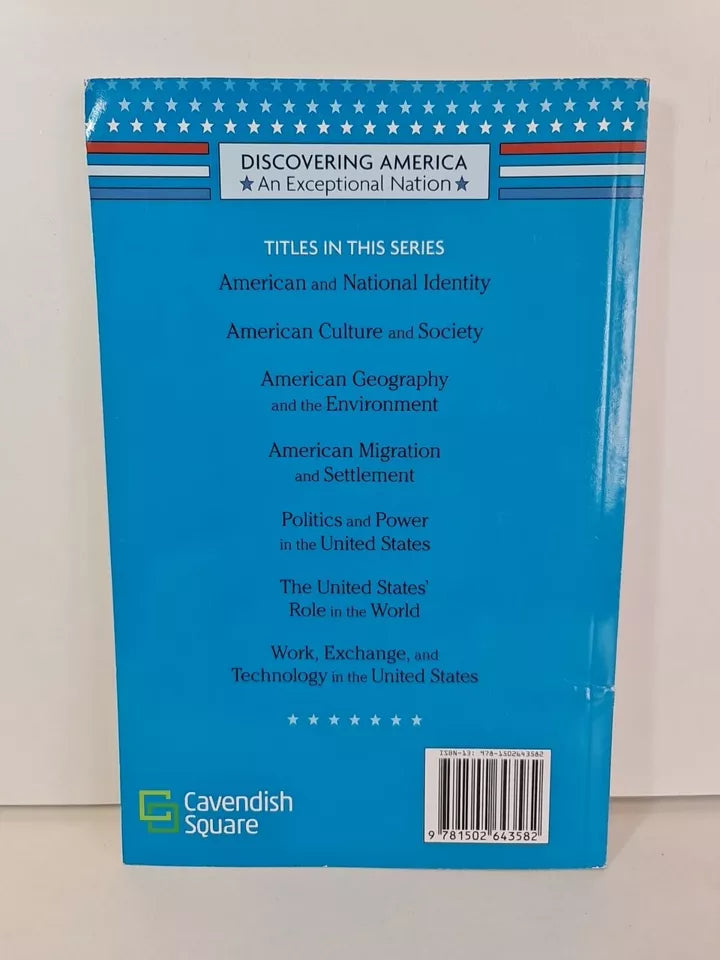 DISCOVERING AMERICA
An Exceptional Nation
TITLES IN THIS SERIES
American and National Identity
American Culture and Society
American Geography
and the Environment
American Migration
and Settlement
Politics and Power
in the United States
The United States'
Role in the World
Work, Exchange, and
Technology in the United States
ISBN-13: 978-1502643582
9 781502 643582
Cavendish
Square